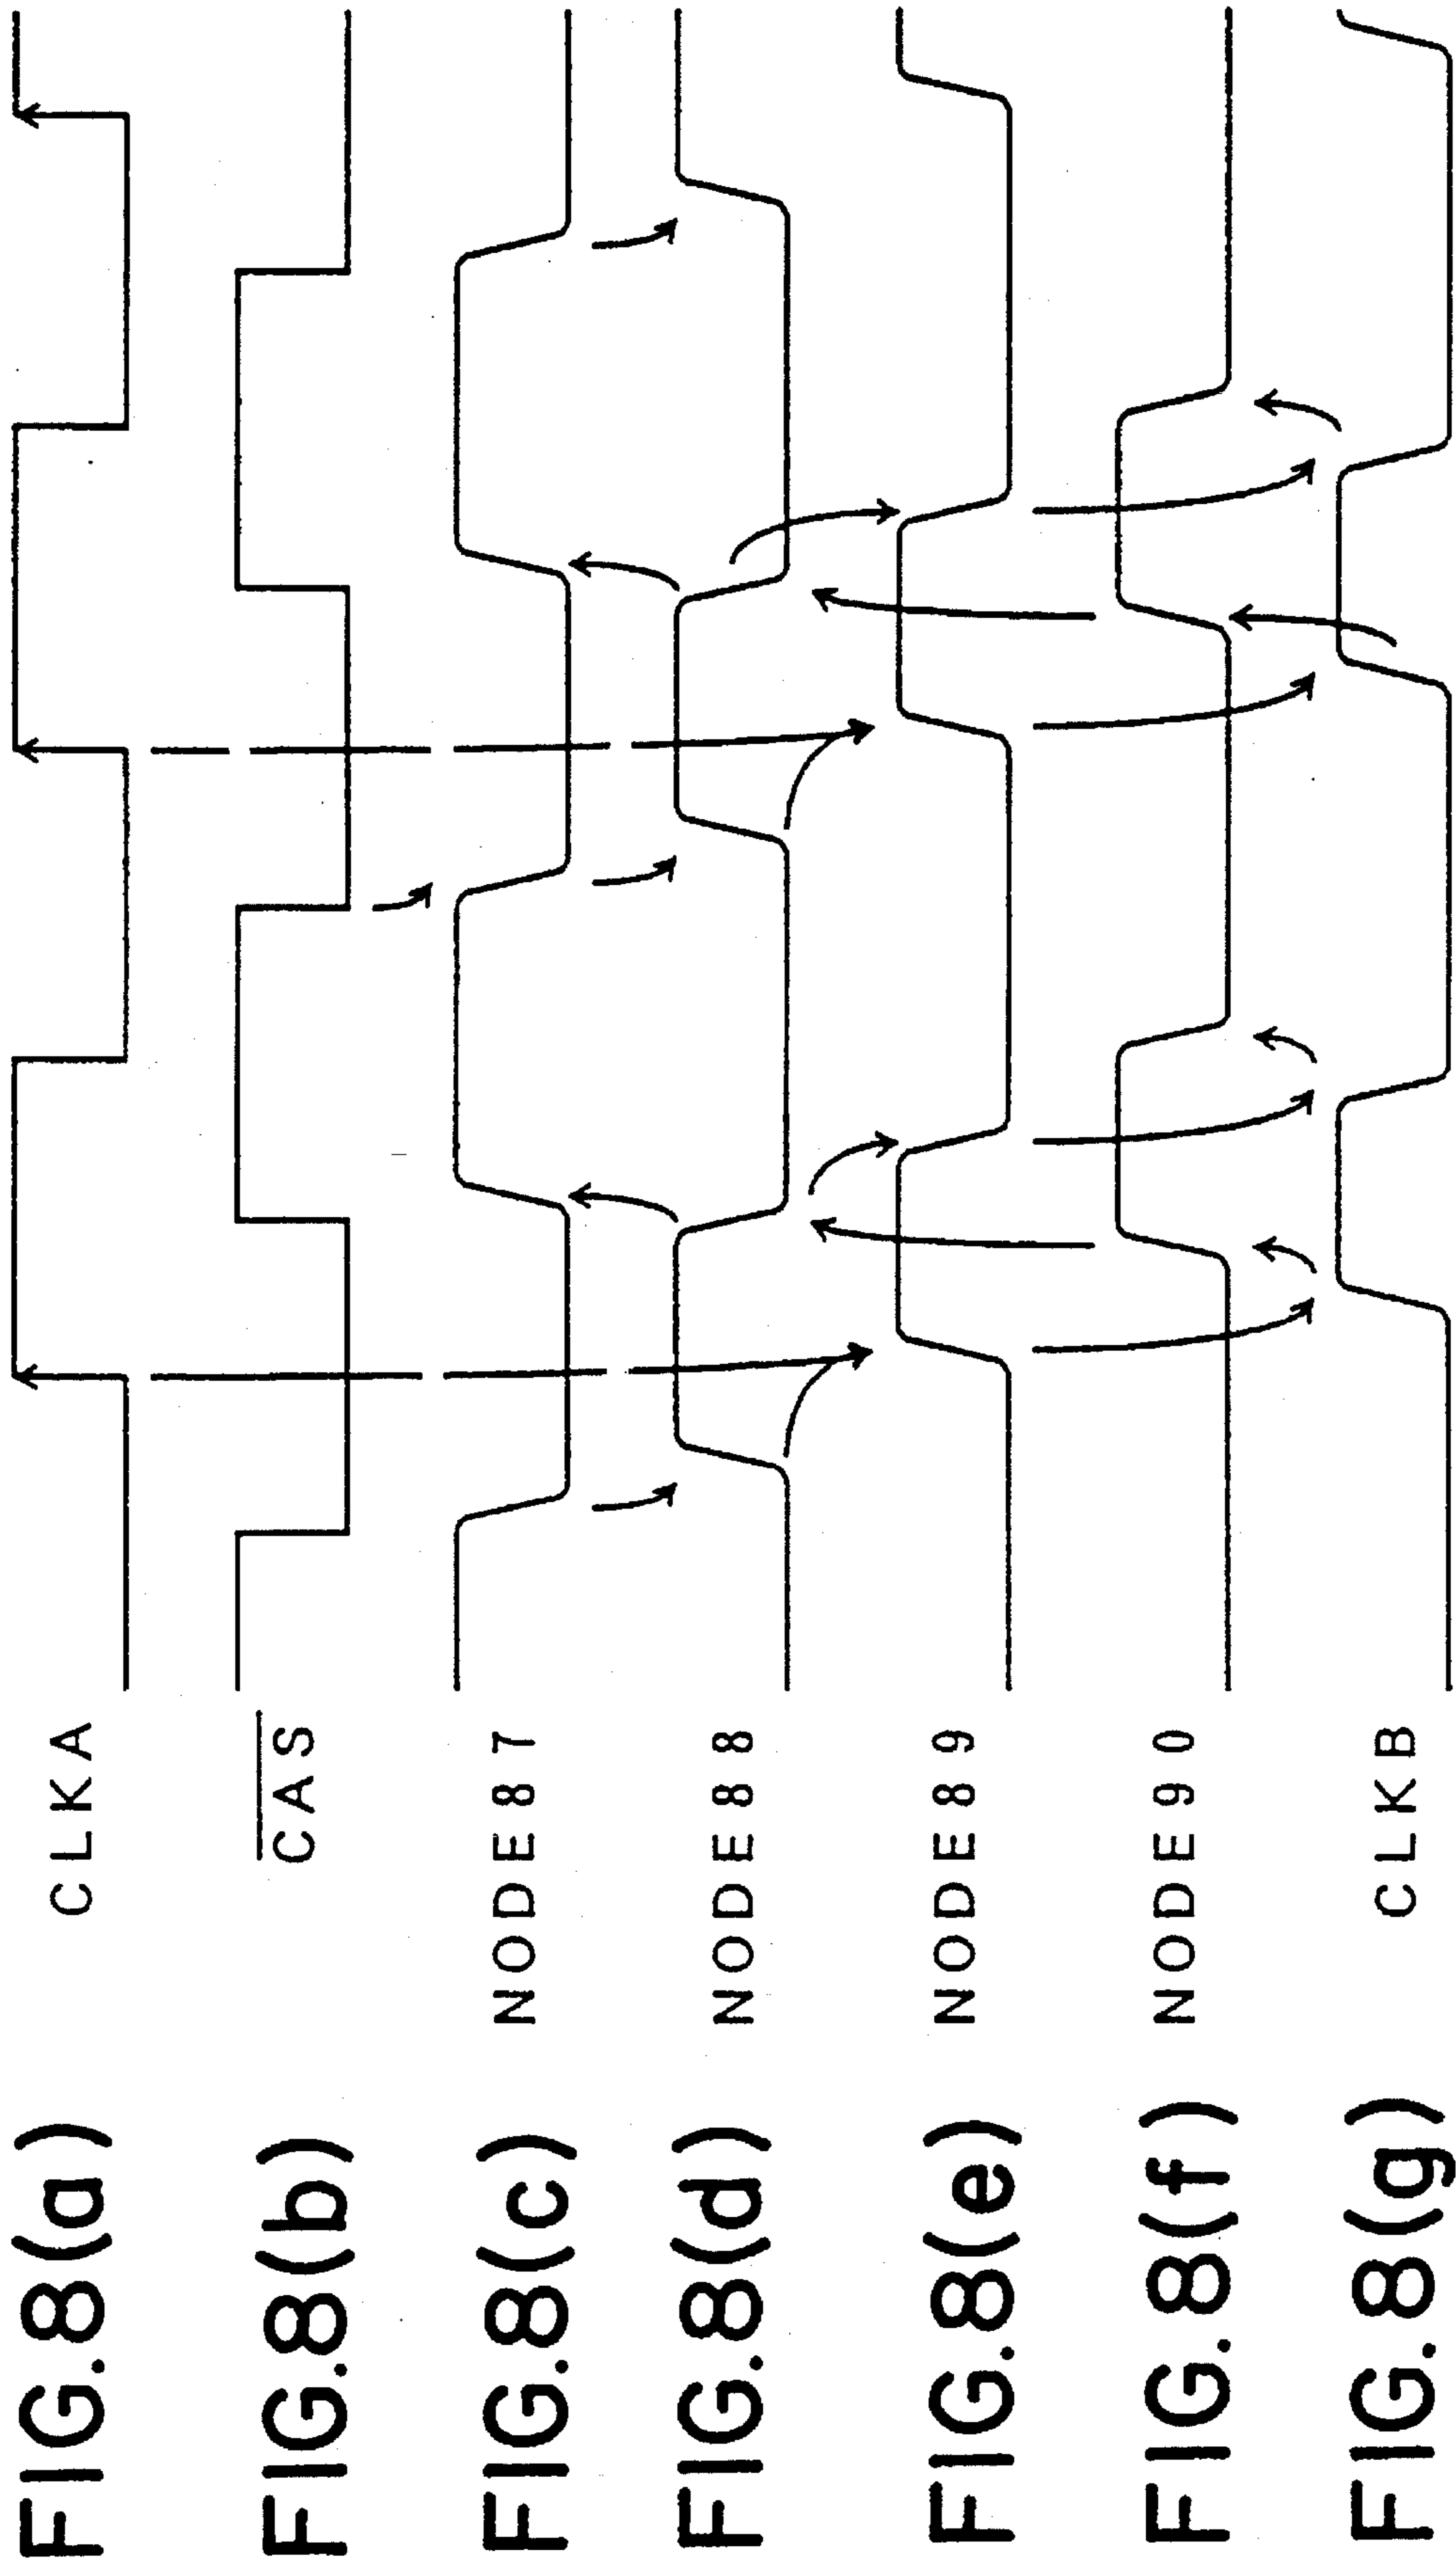 FIG.8(a) CLKA
FIG.8(b) C̅A̅S̅
FIG.8(c) NODE87
FIG.8(d) NODE88
FIG.8(e) NODE89
FIG.8(f) NODE90
FIG.8(g) CLKB